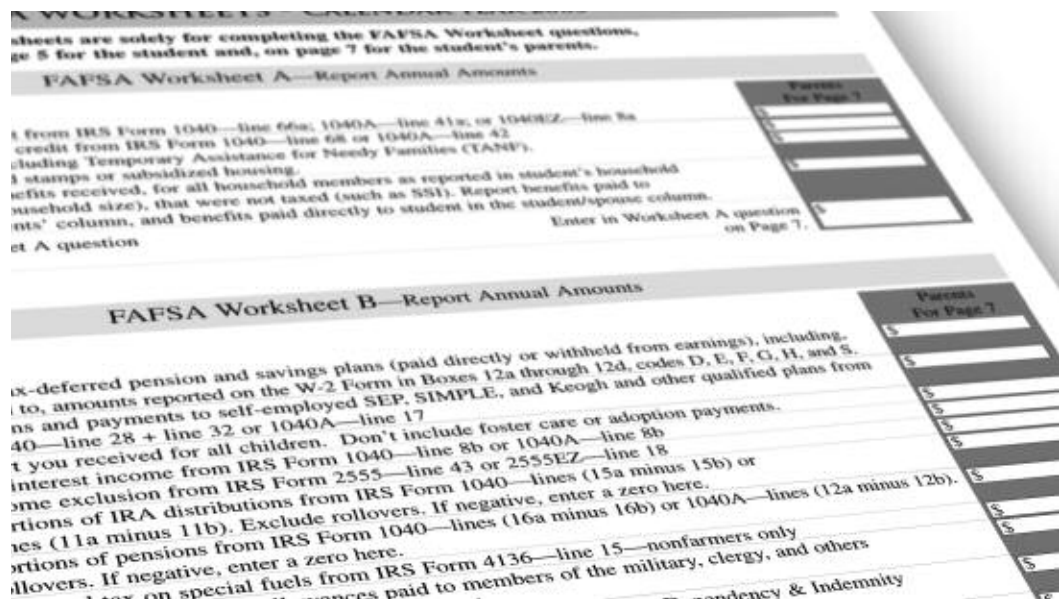 A WORKSHEETS – CALENDAR YEAR
sheets are solely for completing the FAFSA Worksheet questions,
ge 5 for the student and, on page 7 for the student's parents.
FAFSA Worksheet A—Report Annual Amounts
Parents
For Page 7
t from IRS Form 1040—line 66a; 1040A—line 41a; or 1040EZ—line 8a
$
credit from IRS Form 1040—line 68 or 1040A—line 42
$
cluding Temporary Assistance for Needy Families (TANF).
$
l stamps or subsidized housing.
efits received, for all household members as reported in student's household
$
ousehold size), that were not taxed (such as SSI). Report benefits paid to
nts' column, and benefits paid directly to student in the student/spouse column.
et A question
Enter in Worksheet A question
on Page 7.
$
FAFSA Worksheet B—Report Annual Amounts
Parents
For Page 7
ax-deferred pension and savings plans (paid directly or withheld from earnings), including,
$
l to, amounts reported on the W-2 Form in Boxes 12a through 12d, codes D, E, F, G, H, and S.
ns and payments to self-employed SEP, SIMPLE, and Keogh and other qualified plans from
$
40—line 28 + line 32 or 1040A—line 17
t you received for all children. Don't include foster care or adoption payments.
$
interest income from IRS Form 1040—line 8b or 1040A—line 8b
$
ome exclusion from IRS Form 2555—line 43 or 2555EZ—line 18
$
rtions of IRA distributions from IRS Form 1040—lines (15a minus 15b) or
$
nes (11a minus 11b). Exclude rollovers. If negative, enter a zero here.
ortions of pensions from IRS Form 1040—lines (16a minus 16b) or 1040A—lines (12a minus 12b).
$
ollovers. If negative, enter a zero here.
tax on special fuels from IRS Form 4136—line 15—nonfarmers only
$
allowances paid to members of the military, clergy, and others
$
Dependency & Indemnity
$